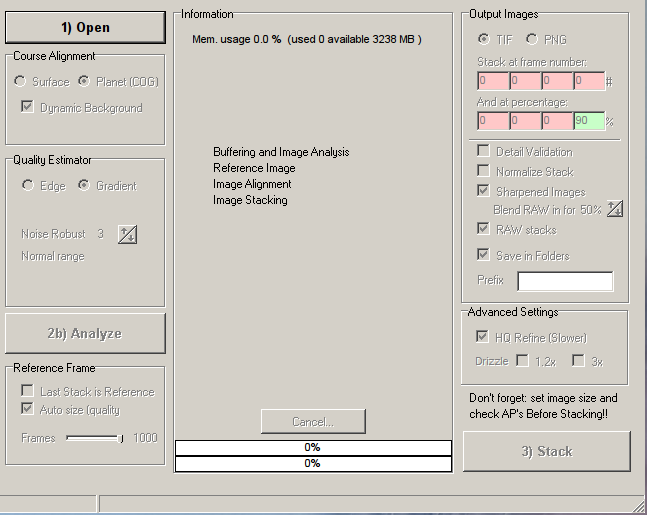 1) Open
Course Alignment
Surface Planet (COG)
Dynamic Background
Quality Estimator
Edge Gradient
Noise Robust 3
Normal range
2b) Analyze
Reference Frame
Last Stack is Reference
Auto size (quality
Frames 1000
Information
Mem. usage 0.0 % (used 0 available 3238 MB )
Buffering and Image Analysis
Reference Image
Image Alignment
Image Stacking
Cancel...
0%
0%
Output Images
TIF PNG
Stack at frame number:
0 0 0 0 #
And at percentage:
0 0 0 90 %
Detail Validation
Normalize Stack
Sharpened Images
Blend RAW in for 50%
RAW stacks
Save in Folders
Prefix
Advanced Settings
HQ Refine (Slower)
Drizzle 1.2x 3x
Don't forget: set image size and
check AP's Before Stacking!!
3) Stack